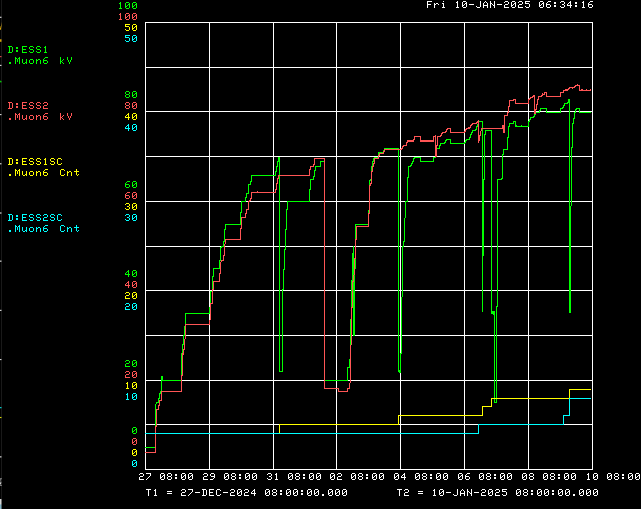 Fri 10-JAN-2025 06:34:16
100
100
50
50
D:ESS1
.Muon6 kV
80
80
40
40
D:ESS2
.Muon6 kV
D:ESS1SC
.Muon6 Cnt
60
60
30
30
D:ESS2SC
.Muon6 Cnt
40
40
20
20
20
20
10
10
0
0
0
0
27 08:00 29 08:00 31 08:00 02 08:00 04 08:00 06 08:00 08 08:00 10 08:00
T1 = 27-DEC-2024 08:00:00.000 T2 = 10-JAN-2025 08:00:00.000